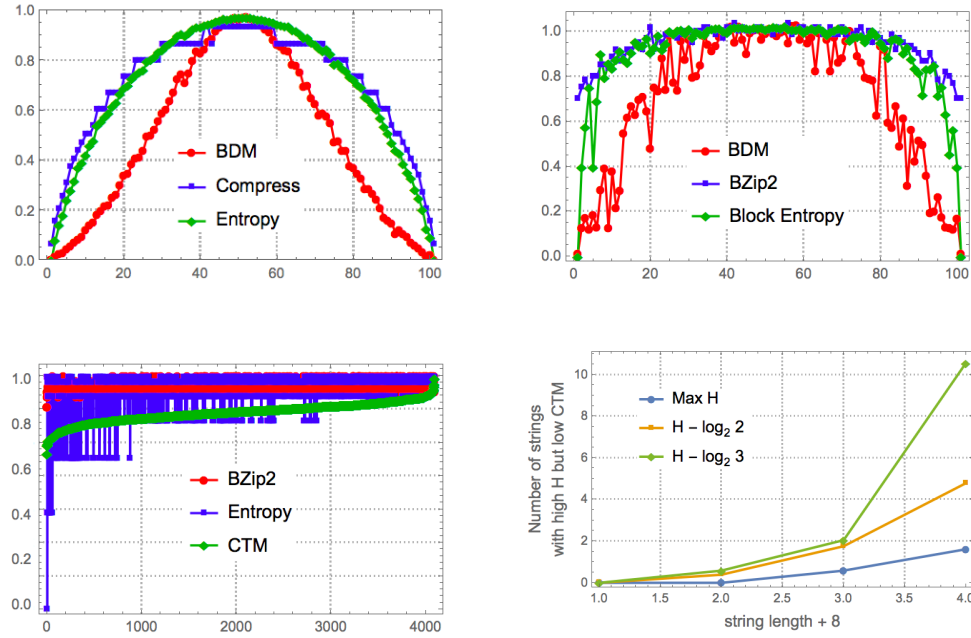 1.0
0.8
0.6
0.4
0.2
0.0
BDM
Compress
Entropy
0 20 40 60 80 100
1.0
0.8
0.6
0.4
0.2
0.0
BDM
BZip2
Block Entropy
0 20 40 60 80 100
1.0
0.8
0.6
0.4
0.2
0.0
BZip2
Entropy
CTM
0 1000 2000 3000 4000
Number of strings
with high H but low CTM
10
8
6
4
2
0
Max H
H − log₂ 2
H − log₂ 3
1.0 1.5 2.0 2.5 3.0 3.5 4.0
string length + 8